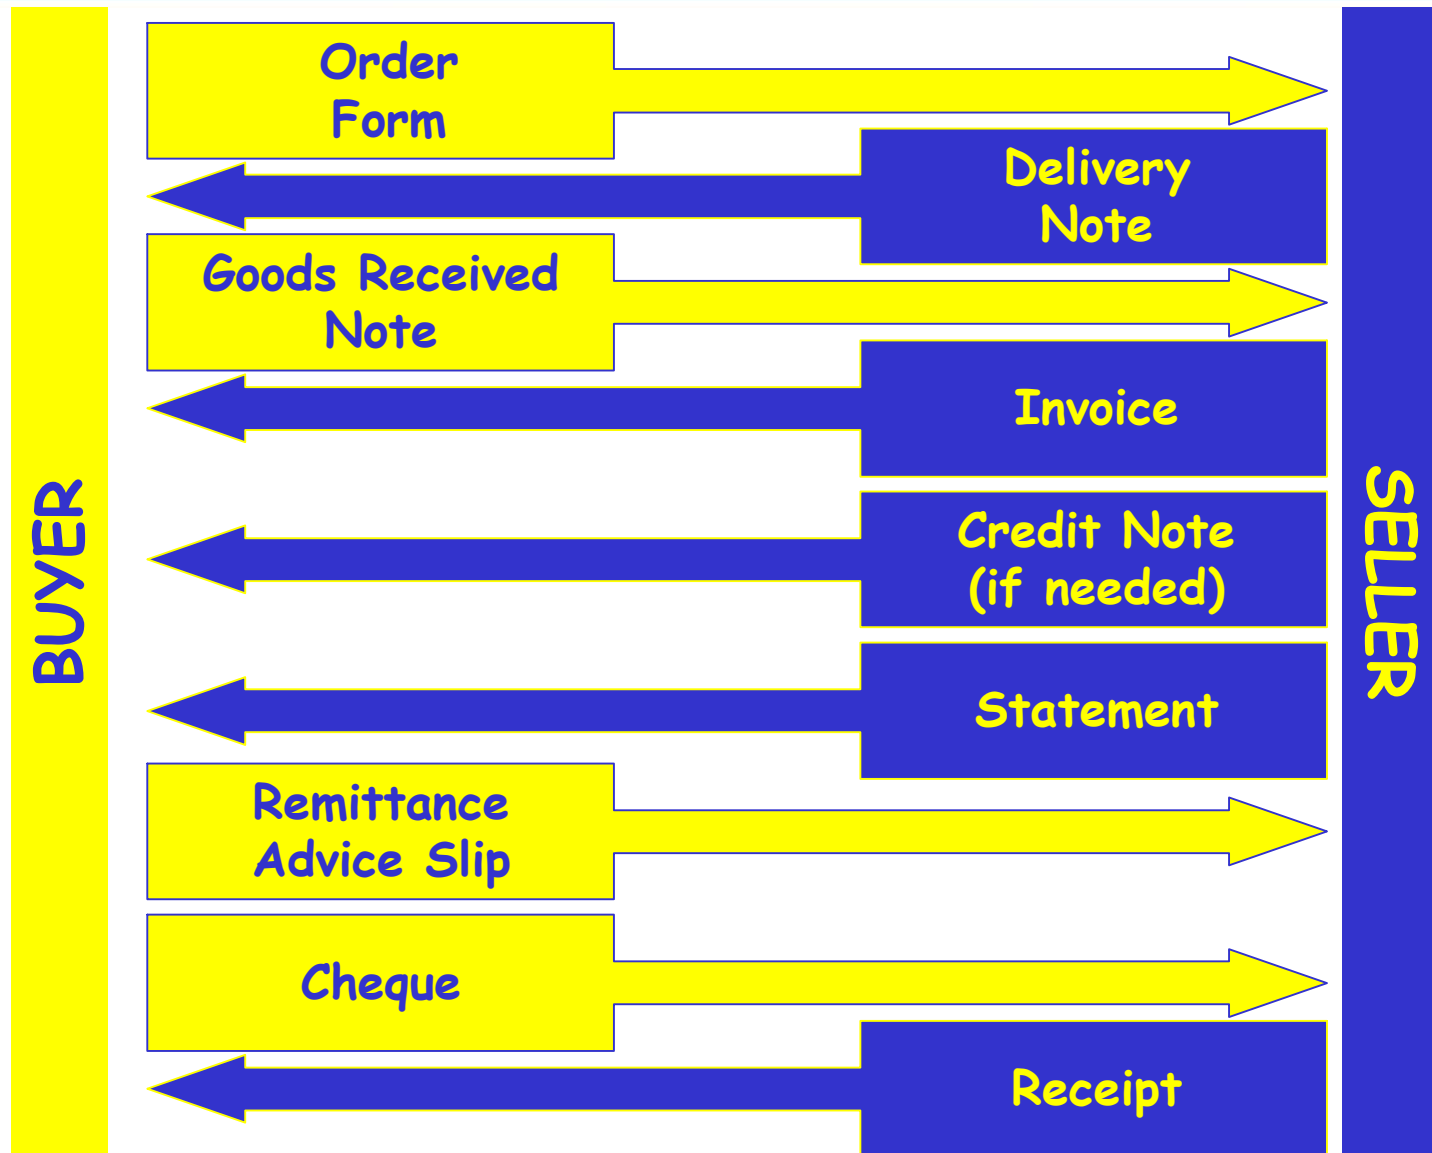 Order
Form
Delivery
Note
Goods Received
Note
Invoice
BUYER
SELLER
Credit Note
(if needed)
Statement
Remittance
Advice Slip
Cheque
Receipt